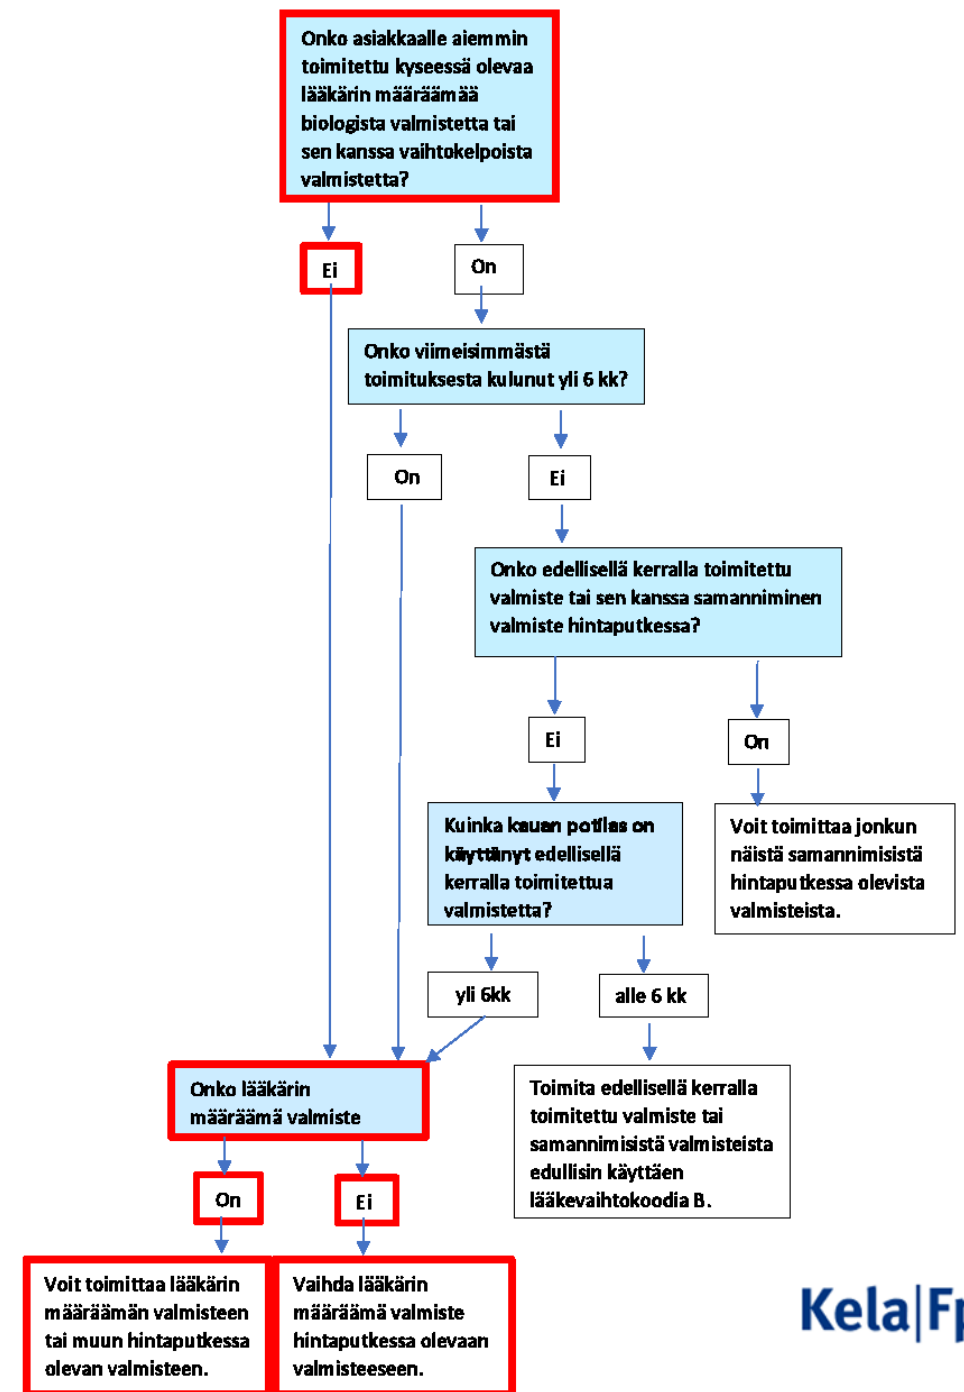 Onko asiakkaalle aiemmin
toimitettu kyseessä olevaa
lääkärin määräämää
biologista valmistetta tai
sen kanssa vaihtokelpoista
valmistetta?
Ei
On
Onko viimeisimmästä
toimituksesta kulunut yli 6 kk?
On
Ei
Onko edellisellä kerralla toimitettu
valmiste tai sen kanssa samanniminen
valmiste hintaputkessa?
Ei
On
Kuinka kauan potilas on
käyttänyt edellisellä
kerralla toimitettua
valmistetta?
Voit toimittaa jonkun
näistä samannimisistä
hintaputkessa olevista
valmisteista.
yli 6kk
alle 6 kk
Onko lääkärin
määräämä valmiste
Toimita edellisellä kerralla
toimitettu valmiste tai
samannimisistä valmisteista
edullisin käyttäen
lääkevaihtokoodia B.
On
Ei
Voit toimittaa lääkärin
määräämän valmisteen
tai muun hintaputkessa
olevan valmisteen.
Vaihda lääkärin
määräämä valmiste
hintaputkessa olevaan
valmisteeseen.
Kela|Fp